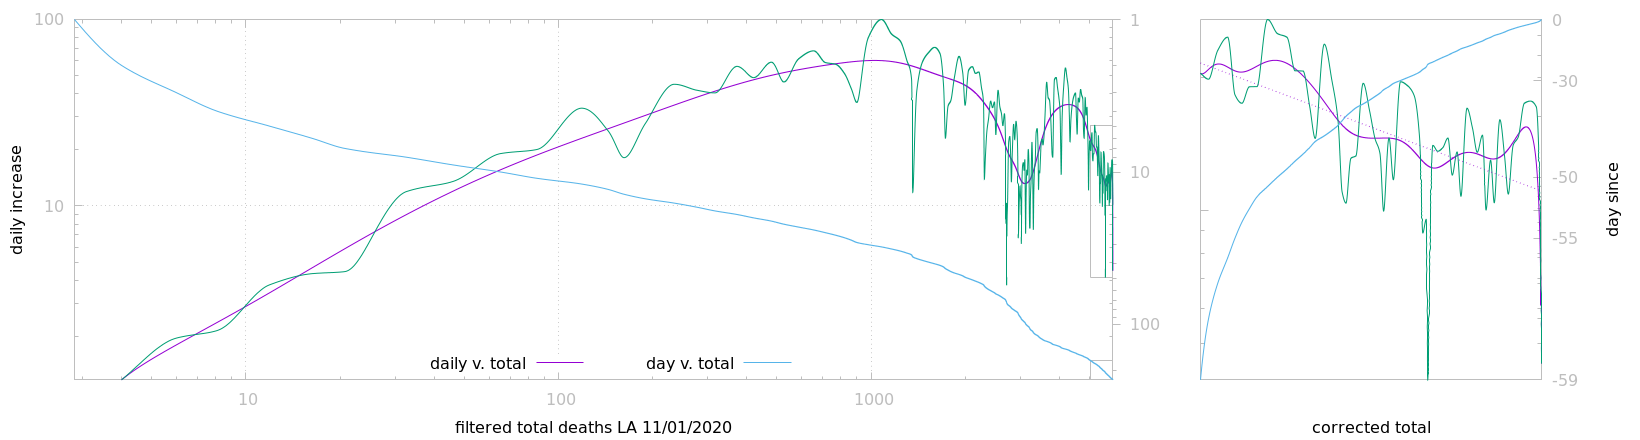 100
10
daily increase
1
10
100
daily v. total
day v. total
10
100
1000
filtered total deaths LA 11/01/2020
0
-30
-50
-55
-59
day since
corrected total